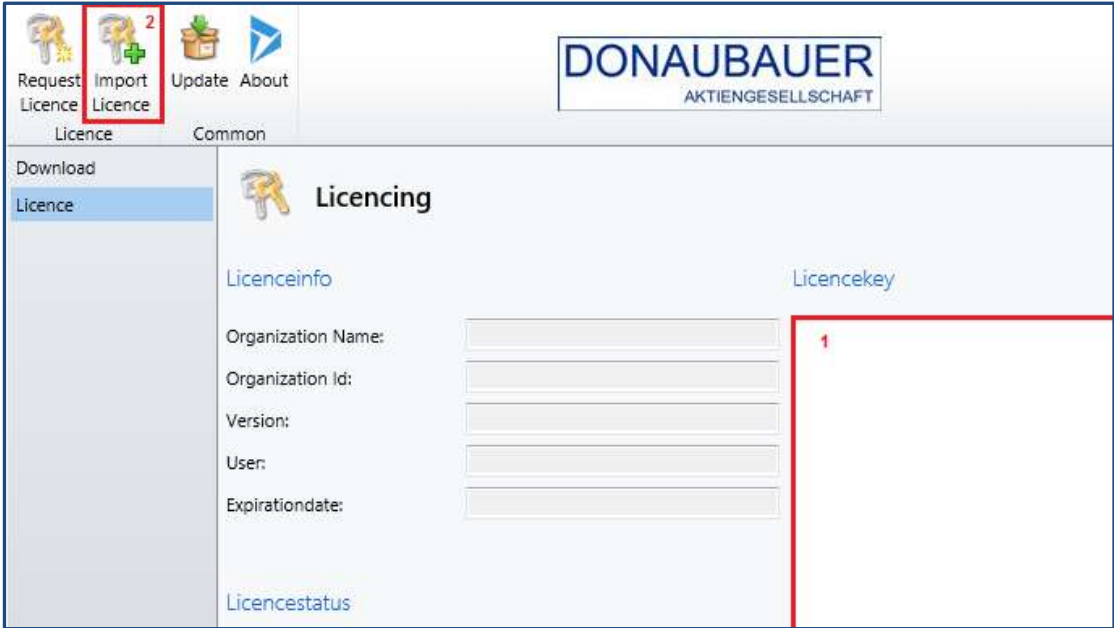 Request Licence
Import Licence
2
Update
About
Licence
Common
DONAUBAUER
AKTIENGESELLSCHAFT
Download
Licence
Licencing
Licenceinfo
Licencekey
Organization Name:
1
Organization Id:
Version:
User:
Expirationdate:
Licencestatus